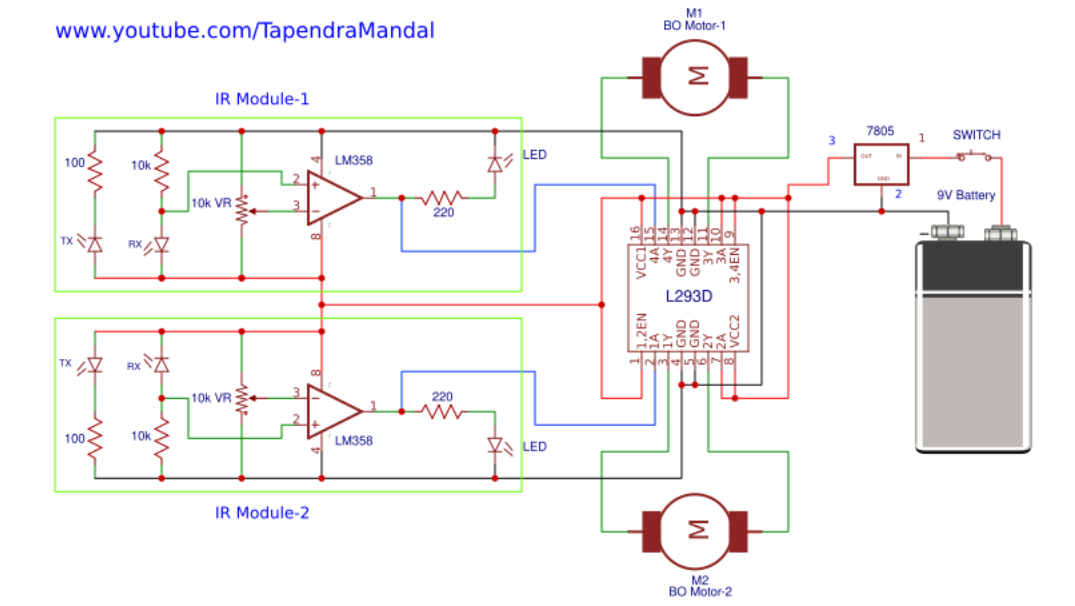 www.youtube.com/TapendraMandal
M1
BO Motor-1
M
IR Module-1
100
10k
10k VR
TX
RX
LM358
4
2
+
3
−
1
8
220
LED
7805
3
OUT
IN
1
GND
2
SWITCH
9V Battery
−
16 15 14 13 12 11 10 9
VCC1 4A 4Y GND GND 3Y 3A 3,4EN
L293D
1,2EN 1A 1Y GND GND 2Y 2A VCC2
1 2 3 4 5 6 7 8
TX
RX
100
10k
10k VR
8
3
−
2
+
1
4
LM358
220
LED
IR Module-2
M
M2
BO Motor-2